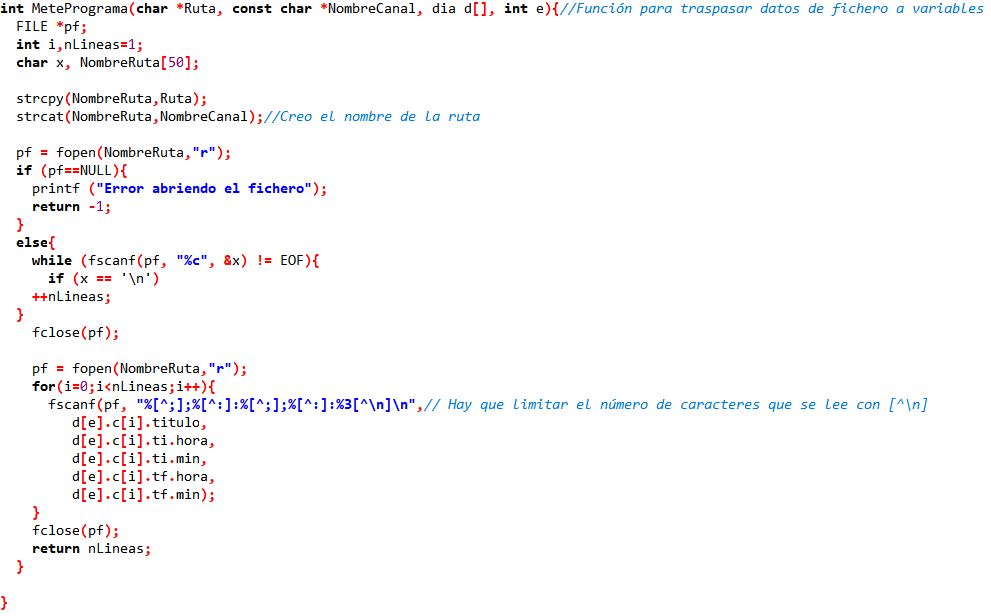 int MetePrograma(char *Ruta, const char *NombreCanal, dia d[], int e){//Función para traspasar datos de fichero a variables
  FILE *pf;
  int i,nLineas=1;
  char x, NombreRuta[50];

  strcpy(NombreRuta,Ruta);
  strcat(NombreRuta,NombreCanal);//Creo el nombre de la ruta

  pf = fopen(NombreRuta,"r");
  if (pf==NULL){
    printf ("Error abriendo el fichero");
    return -1;
  }
  else{
    while (fscanf(pf, "%c", &x) != EOF){
      if (x == '\n')
    ++nLineas;
  }
    fclose(pf);

    pf = fopen(NombreRuta,"r");
    for(i=0;i<nLineas;i++){
      fscanf(pf, "%[^;];%[^:]:%[^;];%[^:]:%3[^\n]\n",// Hay que limitar el número de caracteres que se lee con [^\n]
         d[e].c[i].titulo,
         d[e].c[i].ti.hora,
         d[e].c[i].ti.min,
         d[e].c[i].tf.hora,
         d[e].c[i].tf.min);
    }
    fclose(pf);
    return nLineas;
  }

}